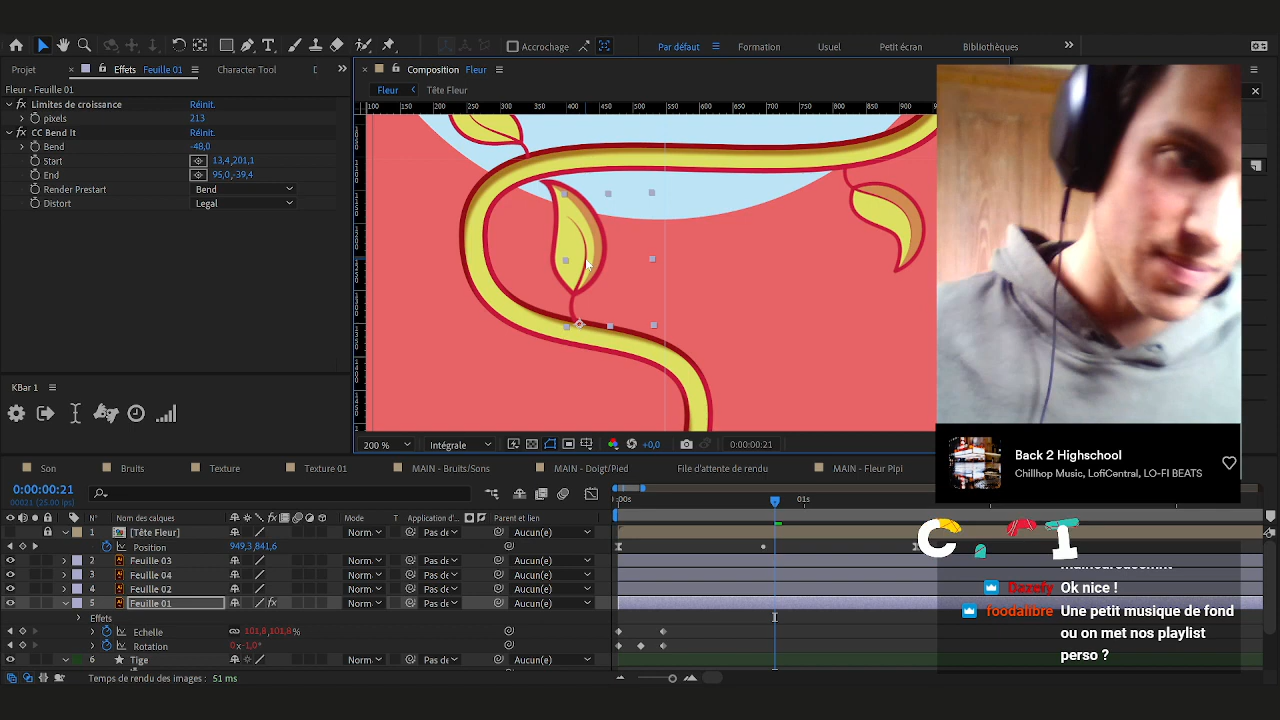 Accrochage
Par défaut
Formation
Usuel
Petit écran
Bibliothèques
Projet
Effets Feuille 01
Character Tool
Composition Fleur
Fleur
Tête Fleur
Fleur • Feuille 01
Limites de croissance Réinit.
pixels 213
CC Bend It Réinit.
Bend -48,0
Start 13,4,201,1
End 95,0,-39,4
Render Prestart Bend
Distort Legal
KBar 1
200 %
Intégrale
+0,0
0:00:00:21
Back 2 Highschool
Chillhop Music, LofiCentral, LO-FI BEATS
Son
Bruits
Texture
Texture 01
MAIN - Bruits/Sons
MAIN - Doigt/Pied
File d'attente de rendu
MAIN - Fleur Pipi
0:00:00:21
00021 (25.00 fps)
:00s
01s
N°
Nom des calques
Mode
T
Application d...
Parent et lien
1 [Tête Fleur] Norm. Pas de Aucun(e)
Position 949,3,841,6
2 Feuille 03 Norm. Pas de Aucun(e)
3 Feuille 04 Norm. Pas de Aucun(e)
4 Feuille 02 Norm. Pas de Aucun(e)
5 Feuille 01 Norm. Pas de Aucun(e)
Effets
Echelle 101,8,101,8%
Rotation 0x-1,0°
6 Tige Norm. Pas de Aucun(e)
Temps de rendu des images : 51 ms
Daxefy Ok nice !
foodalibre Une petit musique de fond
ou on met nos playlist
perso ?